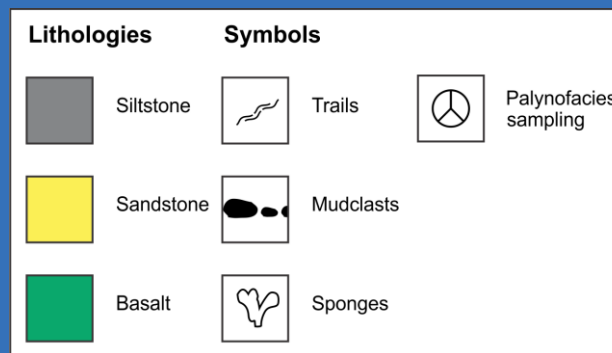 Lithologies
Symbols
Siltstone
Trails
Palynofacies
sampling
Sandstone
Mudclasts
Basalt
Sponges